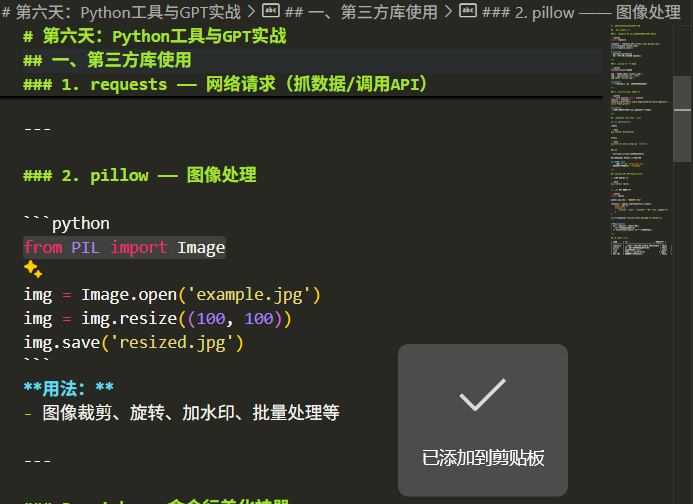 # 第六天：Python工具与GPT实战 > abc ## 一、第三方库使用 > abc ### 2. pillow —— 图像处理
# 第六天：Python工具与GPT实战
## 一、第三方库使用
### 1. requests —— 网络请求（抓数据/调用API）
---
### 2. pillow —— 图像处理
```python
from PIL import Image
img = Image.open('example.jpg')
img = img.resize((100, 100))
img.save('resized.jpg')
```
**用法：**
- 图像裁剪、旋转、加水印、批量处理等
已添加到剪贴板
---